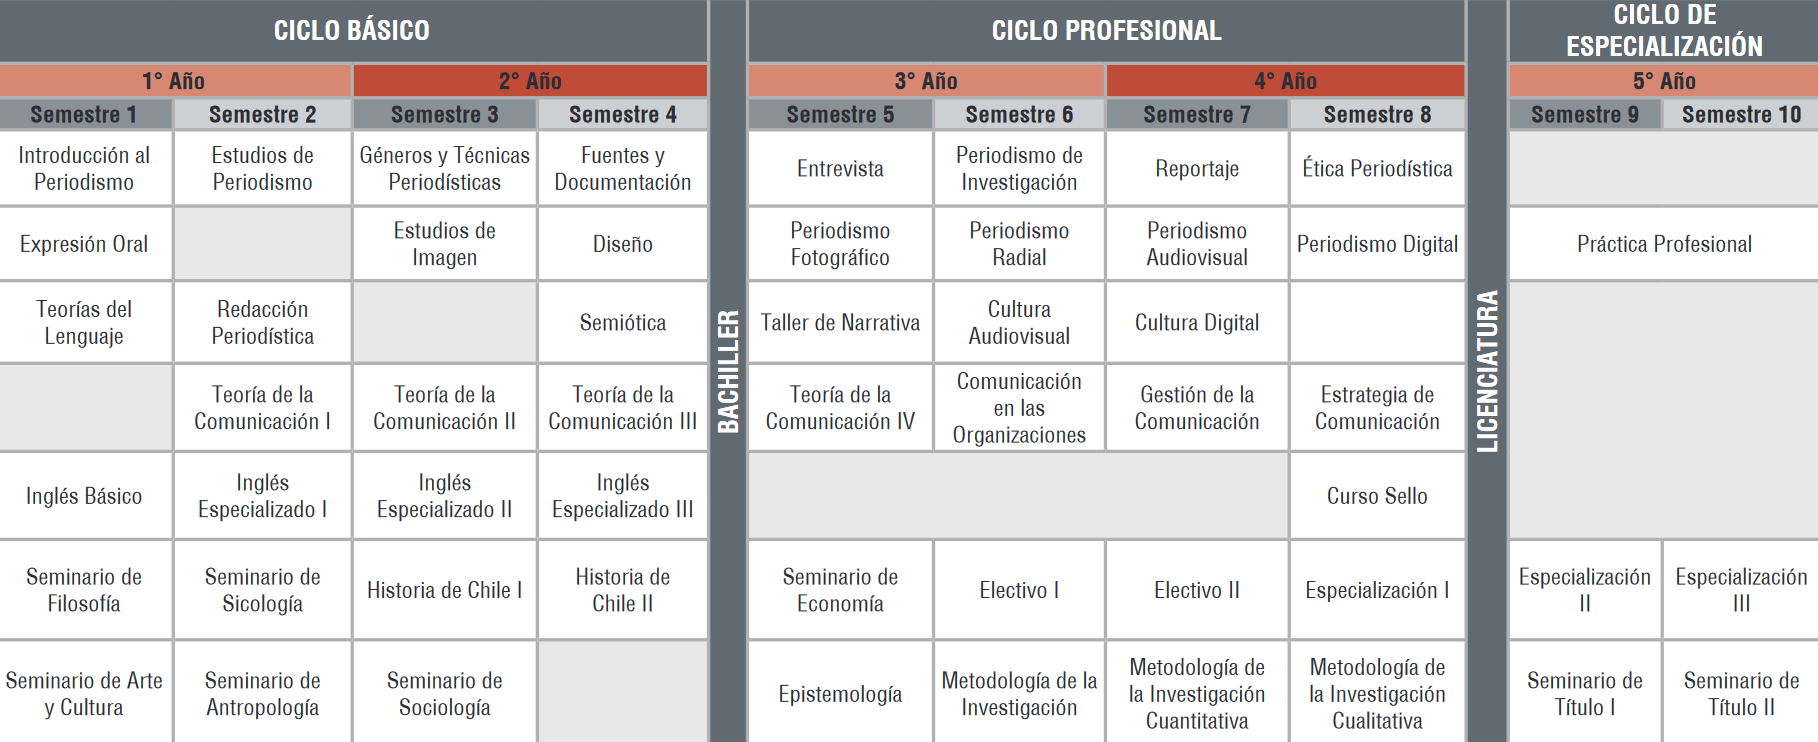 CICLO BÁSICO
CICLO PROFESIONAL
CICLO DE
ESPECIALIZACIÓN
1° Año
2° Año
3° Año
4° Año
5° Año
Semestre 1
Semestre 2
Semestre 3
Semestre 4
Semestre 5
Semestre 6
Semestre 7
Semestre 8
Semestre 9
Semestre 10
Introducción al
Periodismo
Estudios de
Periodismo
Géneros y Técnicas
Periodísticas
Fuentes y
Documentación
Entrevista
Periodismo de
Investigación
Reportaje
Ética Periodística
Expresión Oral
Estudios de
Imagen
Diseño
Periodismo
Fotográfico
Periodismo
Radial
Periodismo
Audiovisual
Periodismo Digital
Práctica Profesional
Teorías del
Lenguaje
Redacción
Periodística
Semiótica
Taller de Narrativa
Cultura
Audiovisual
Cultura Digital
BACHILLER
LICENCIATURA
Teoría de la
Comunicación I
Teoría de la
Comunicación II
Teoría de la
Comunicación III
Teoría de la
Comunicación IV
Comunicación
en las
Organizaciones
Gestión de la
Comunicación
Estrategia de
Comunicación
Inglés Básico
Inglés
Especializado I
Inglés
Especializado II
Inglés
Especializado III
Curso Sello
Seminario de
Filosofía
Seminario de
Sicología
Historia de Chile I
Historia de
Chile II
Seminario de
Economía
Electivo I
Electivo II
Especialización I
Especialización
II
Especialización
III
Seminario de Arte
y Cultura
Seminario de
Antropología
Seminario de
Sociología
Epistemología
Metodología de la
Investigación
Metodología de
la Investigación
Cuantitativa
Metodología de
la Investigación
Cualitativa
Seminario de
Título I
Seminario de
Título II